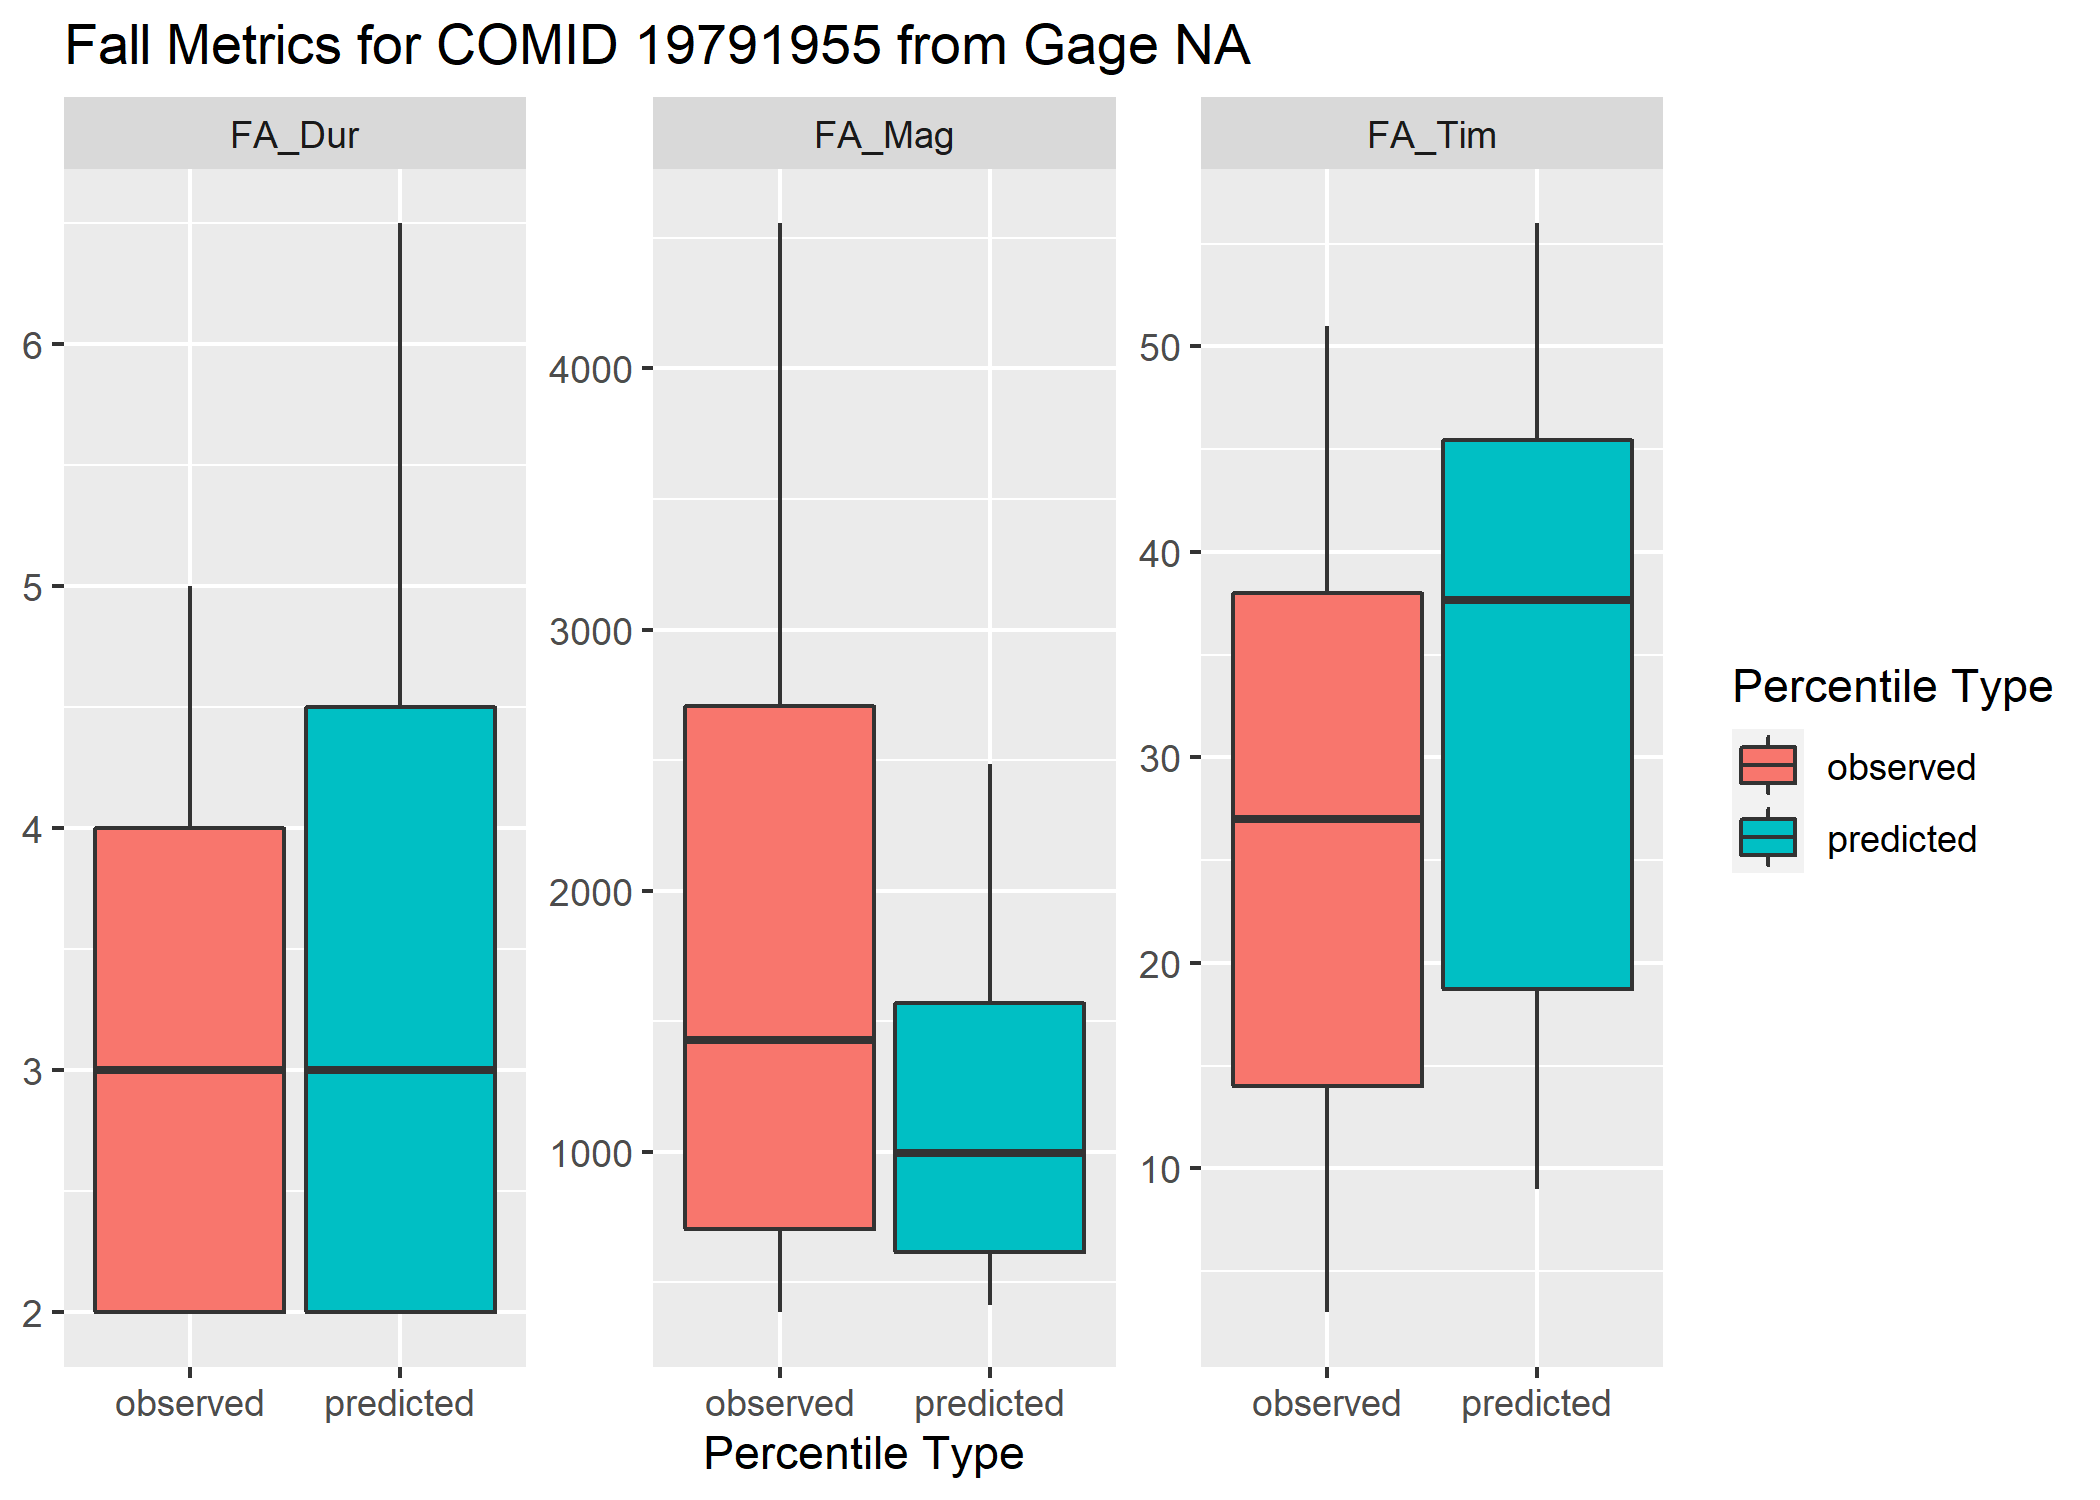 Fall Metrics for COMID 19791955 from Gage NA
FA_Dur
FA_Mag
FA_Tim
6
5
4
3
2
4000
3000
2000
1000
50
40
30
20
10
observed predicted
observed predicted
observed predicted
Percentile Type
Percentile Type
observed
predicted